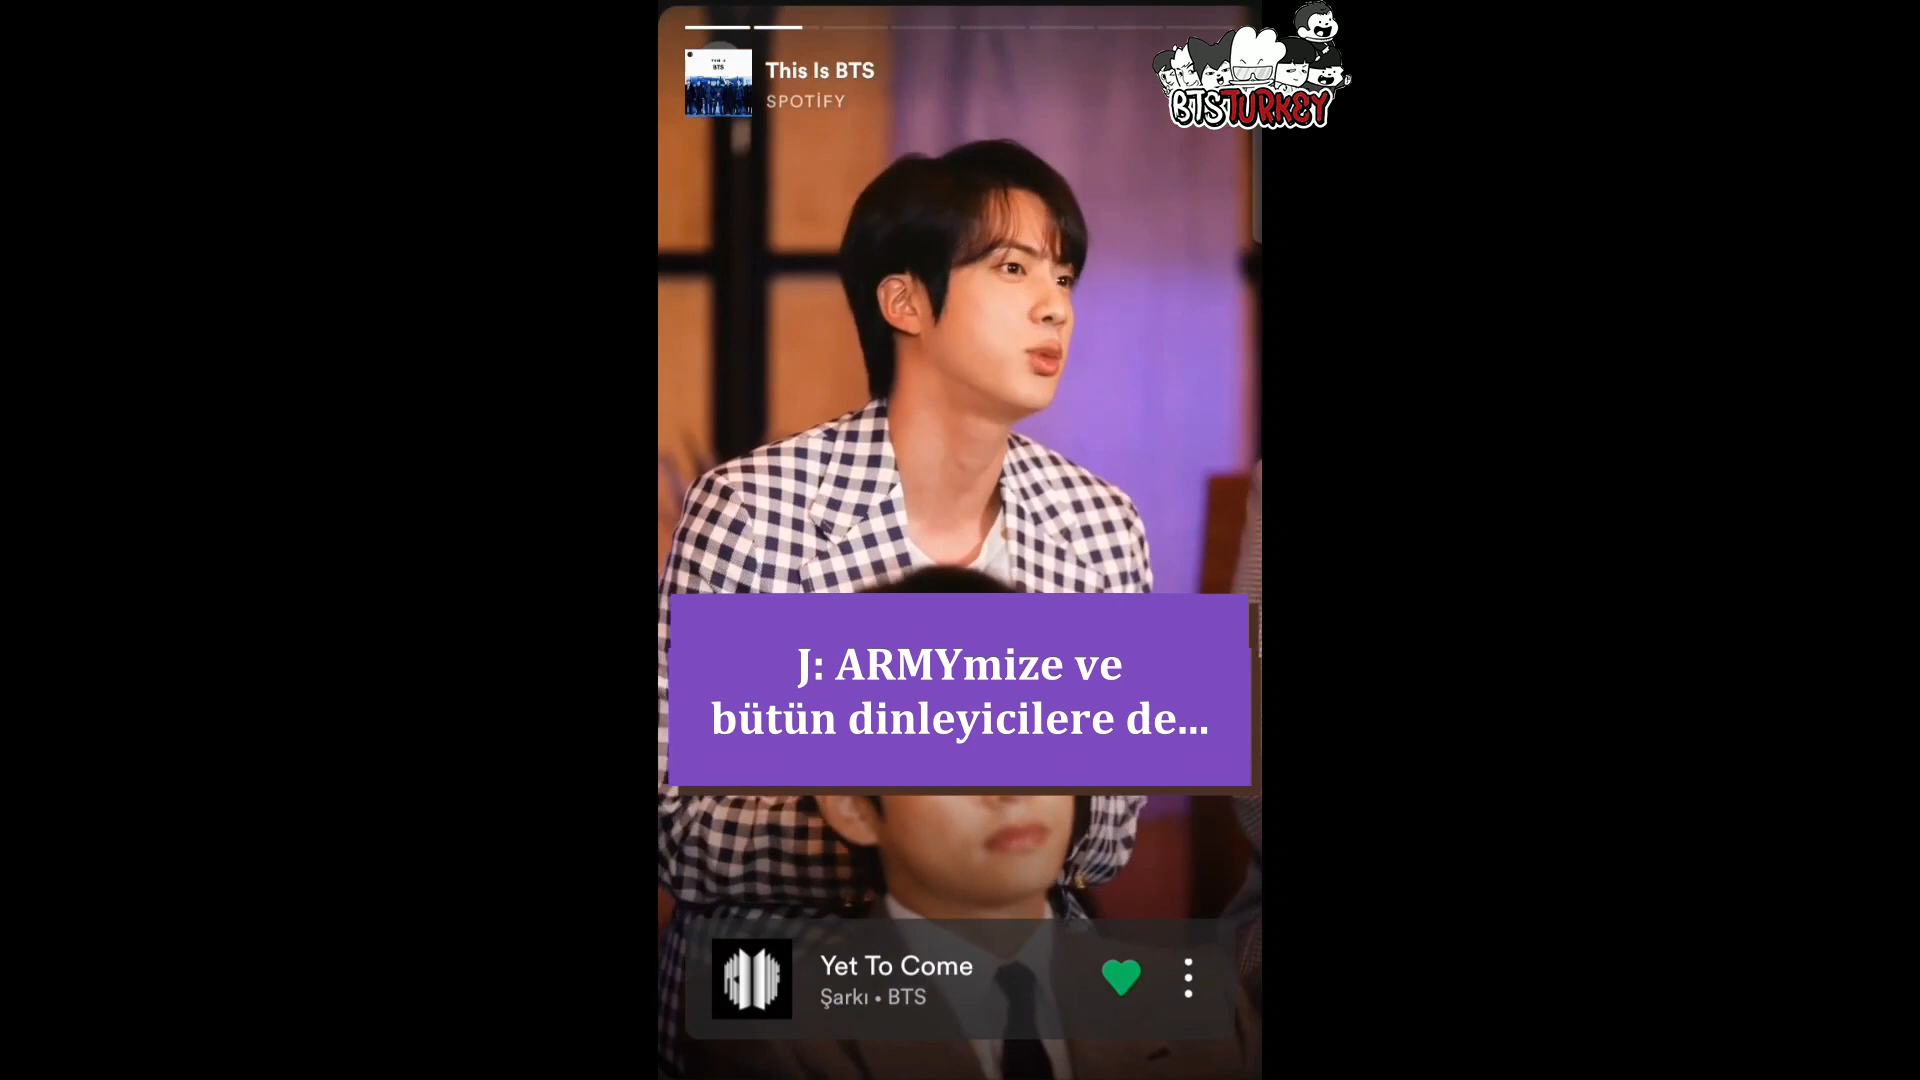 This Is BTS
SPOTİFY
BTSTURKEY
J: ARMYmize ve
bütün dinleyicilere de...
Yet To Come
Şarkı • BTS